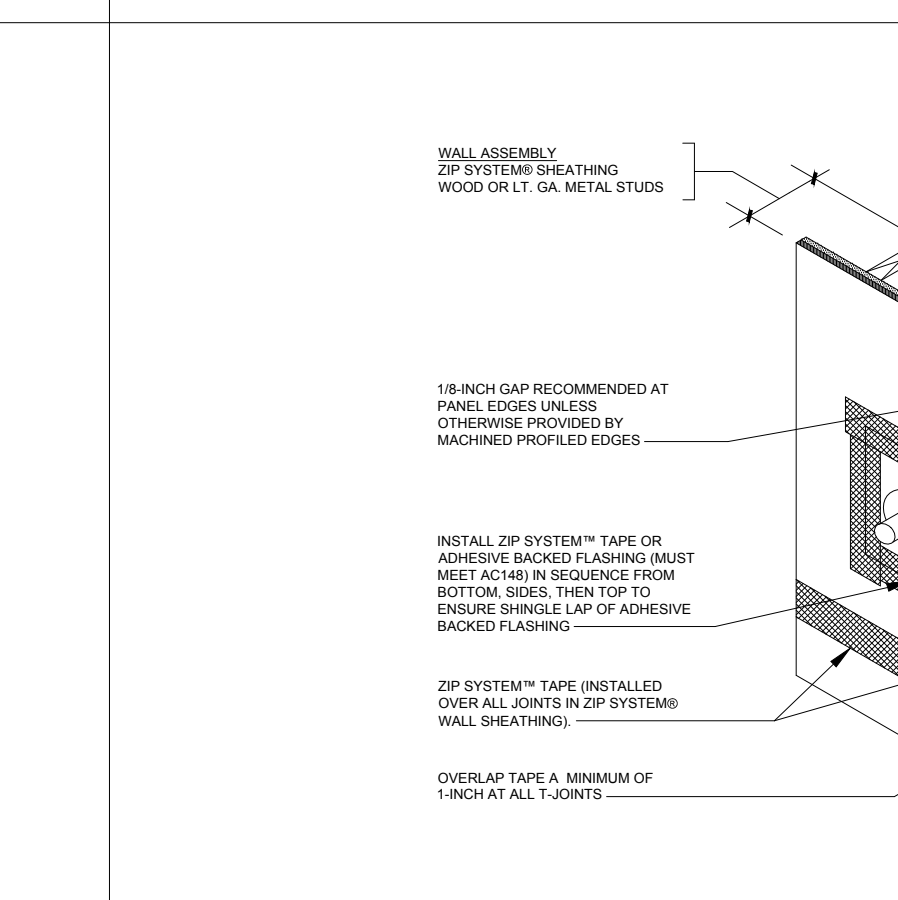 WALL ASSEMBLY
ZIP SYSTEM® SHEATHING
WOOD OR LT. GA. METAL STUDS
1/8-INCH GAP RECOMMENDED AT
PANEL EDGES UNLESS
OTHERWISE PROVIDED BY
MACHINED PROFILED EDGES
INSTALL ZIP SYSTEM™ TAPE OR
ADHESIVE BACKED FLASHING (MUST
MEET AC148) IN SEQUENCE FROM
BOTTOM, SIDES, THEN TOP TO
ENSURE SHINGLE LAP OF ADHESIVE
BACKED FLASHING
ZIP SYSTEM™ TAPE (INSTALLED
OVER ALL JOINTS IN ZIP SYSTEM®
WALL SHEATHING).
OVERLAP TAPE A  MINIMUM OF
1-INCH AT ALL T-JOINTS